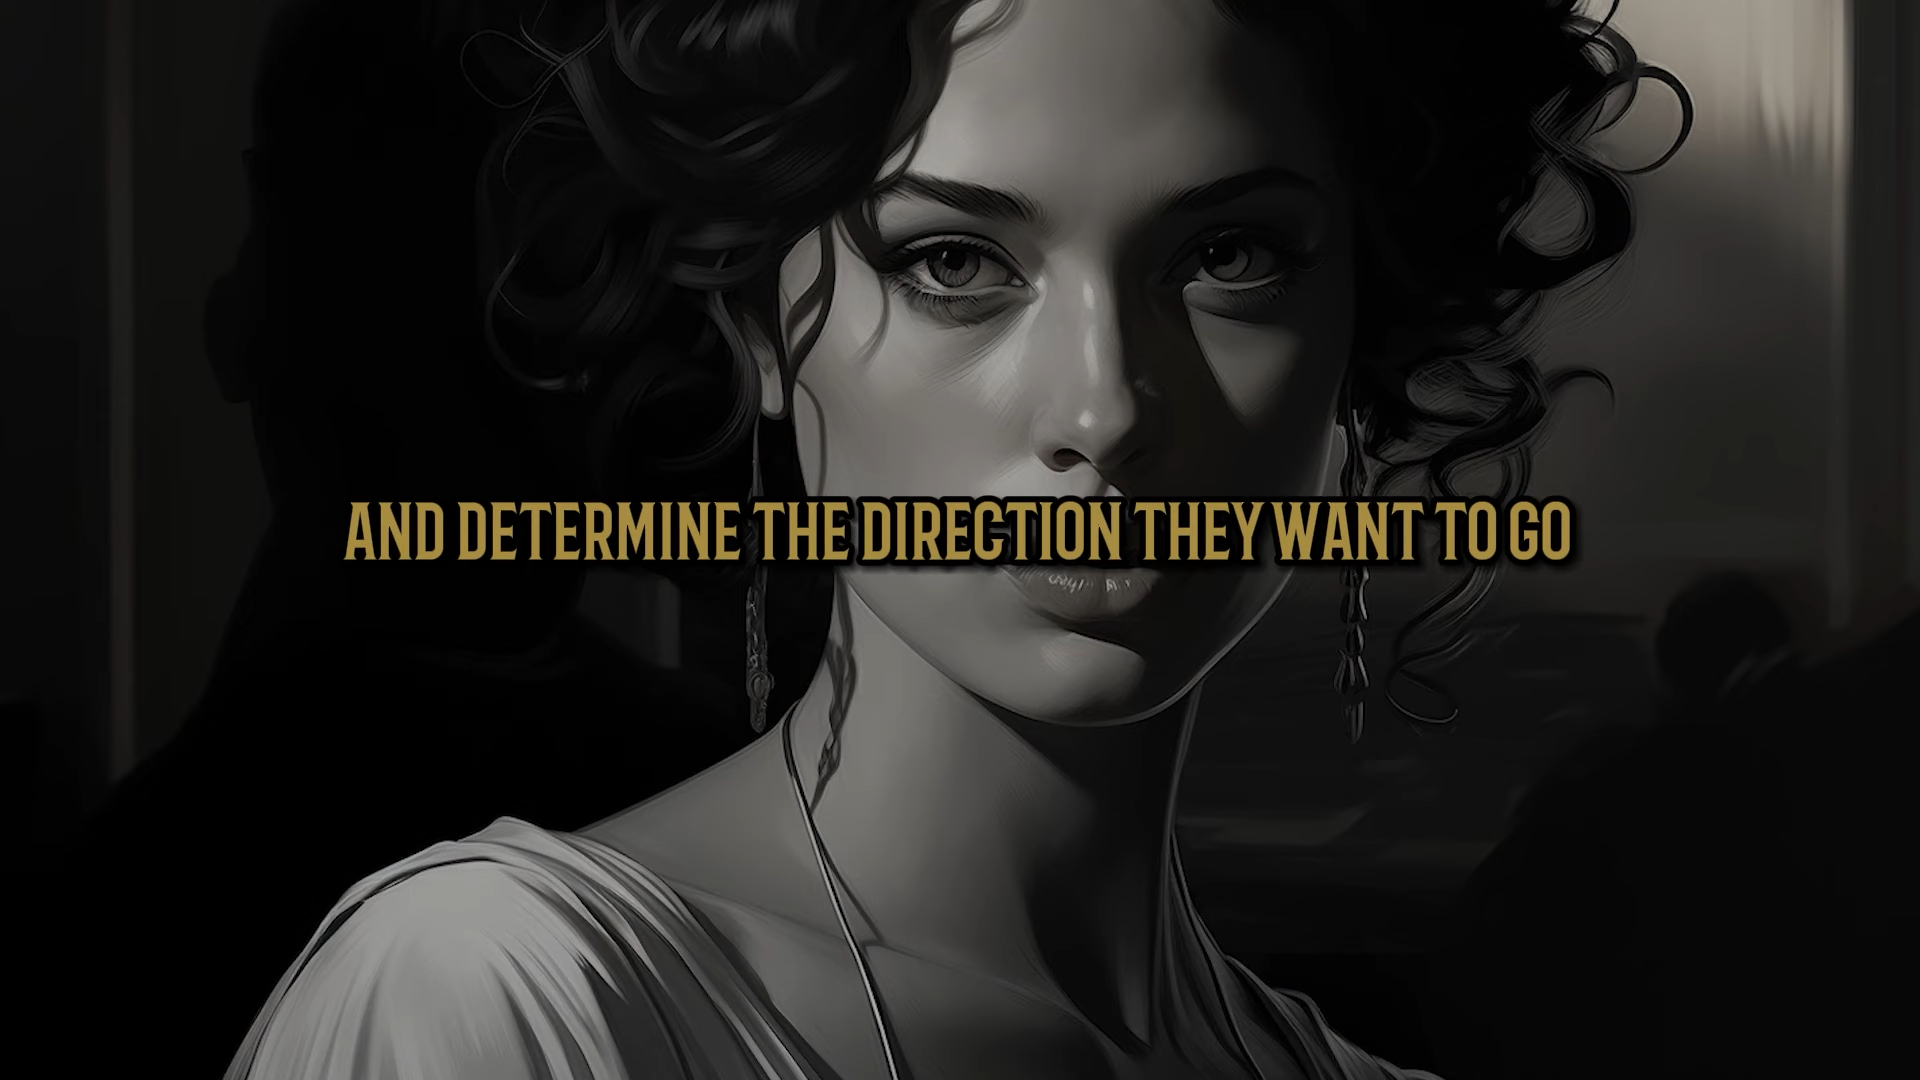 AND DETERMINE THE DIRECTION THEY WANT TO GO